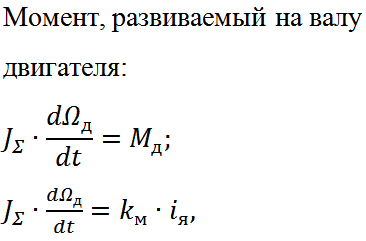 Момент, развиваемый на валу
двигателя:
J_Σ · dΩ_д/dt = M_д;
J_Σ · dΩ_д/dt = k_м · i_я,